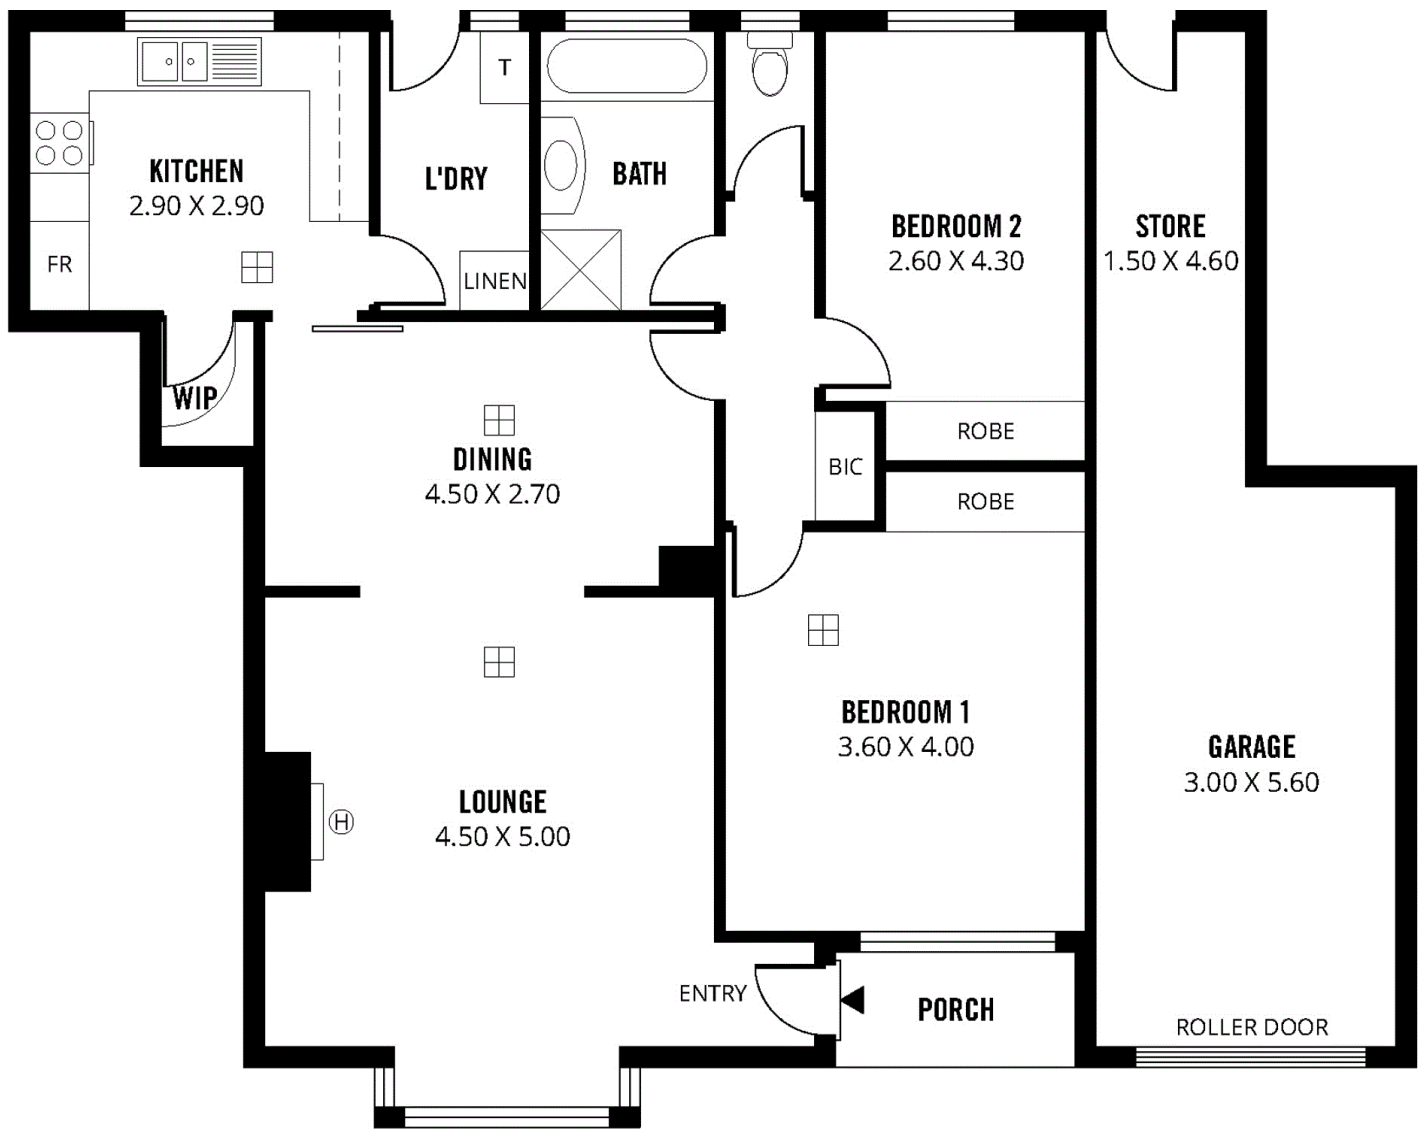 KITCHEN
2.90 X 2.90
FR
WIP
L'DRY
T
LINEN
BATH
BEDROOM 2
2.60 X 4.30
STORE
1.50 X 4.60
ROBE
BIC
ROBE
DINING
4.50 X 2.70
BEDROOM 1
3.60 X 4.00
GARAGE
3.00 X 5.60
LOUNGE
4.50 X 5.00
H
ENTRY
PORCH
ROLLER DOOR